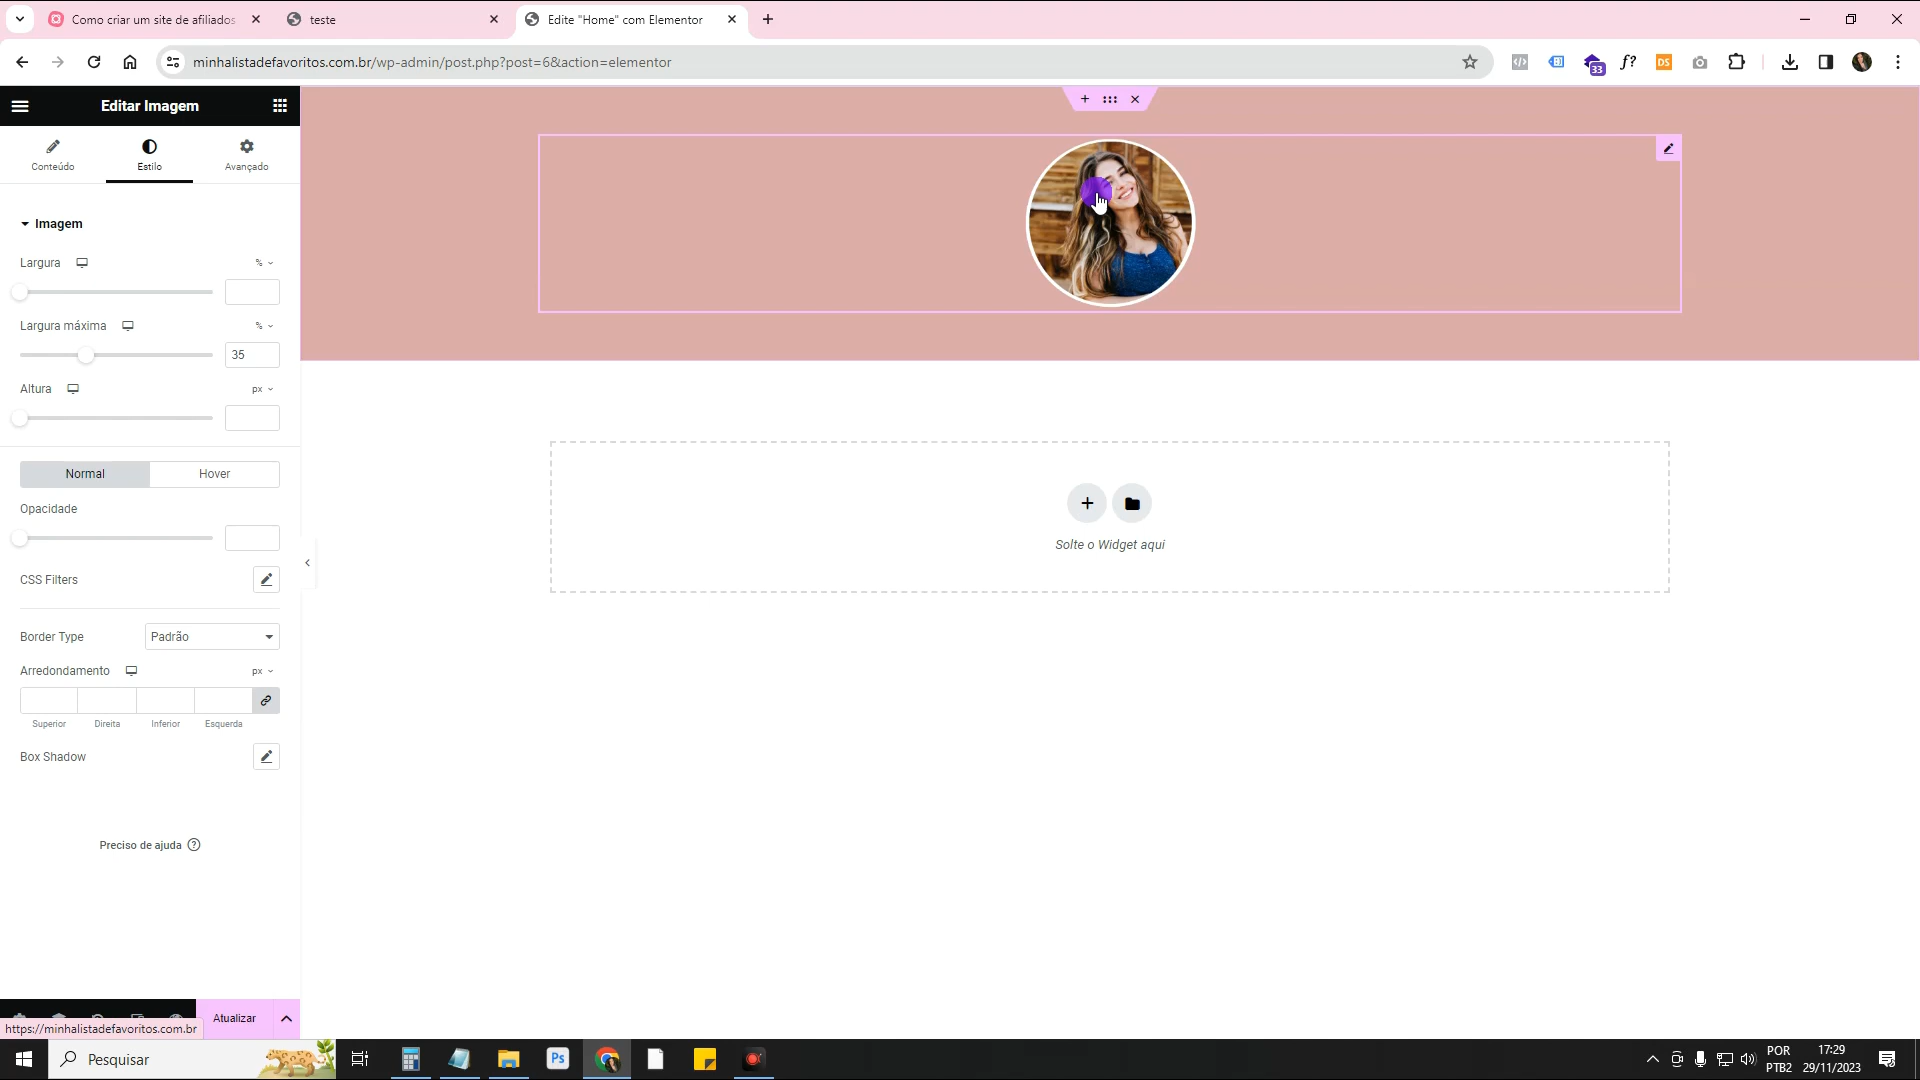 Como criar um site de afiliados
teste
Edite "Home" com Elementor
minhalistadefavoritos.com.br/wp-admin/post.php?post=6&action=elementor
33
f?
DS
Editar Imagem
Conteúdo
Estilo
Avançado
Imagem
Largura
%
Largura máxima
%
35
Altura
px
Normal
Hover
Opacidade
CSS Filters
Border Type
Padrão
Arredondamento
px
Superior
Direita
Inferior
Esquerda
Box Shadow
Preciso de ajuda
Solte o Widget aqui
Atualizar
https://minhalistadefavoritos.com.br
Pesquisar
Ps
POR
PTB2
17:29
29/11/2023